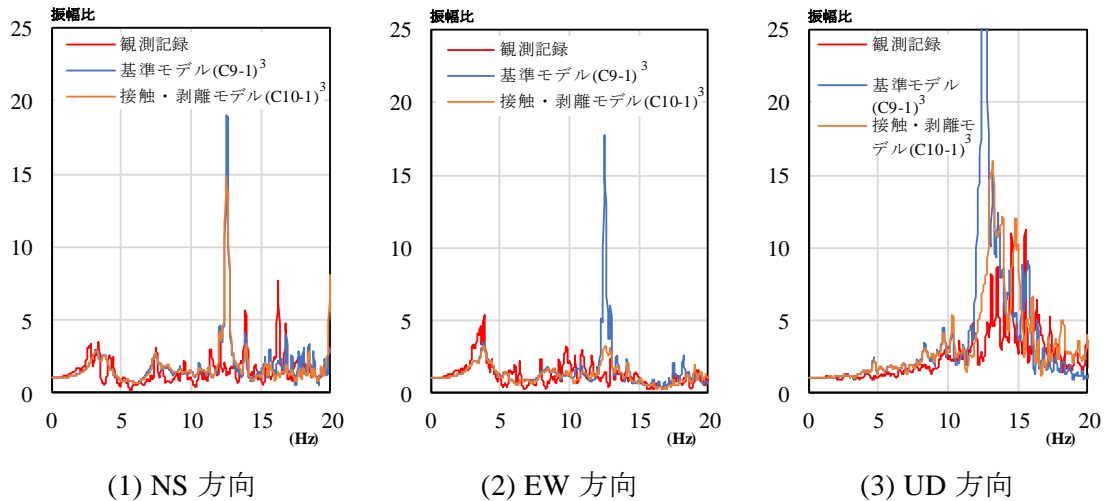 振幅比
25
20
15
10
5
0
観測記録
基準モデル(C9-1)3
接触・剥離モデル(C10-1)3
0 5 10 15 20
(Hz)
(1) NS 方向
振幅比
25
20
15
10
5
0
観測記録
基準モデル(C9-1)3
接触・剥離モデル(C10-1)3
0 5 10 15 20
(Hz)
(2) EW 方向
振幅比
25
20
15
10
5
0
観測記録
基準モデル
(C9-1)3
接触・剥離モ
デル(C10-1)3
0 5 10 15 20
(Hz)
(3) UD 方向